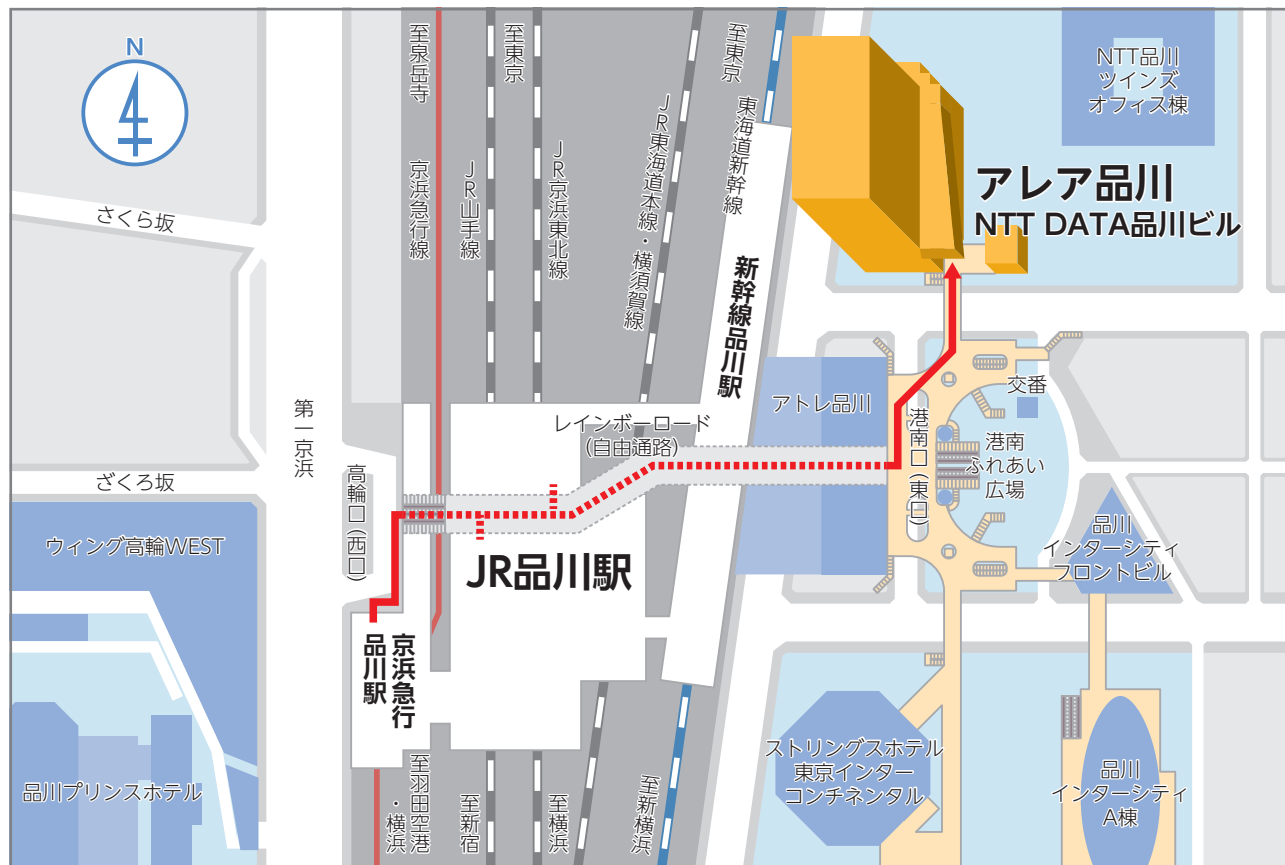 N
至泉岳寺
至東京
至東京
NTT品川
ツインズ
オフィス棟
京浜急行線
JR山手線
JR京浜東北線
JR東海道本線・横須賀線
東海道新幹線
アレア品川
NTT DATA品川ビル
さくら坂
新幹線品川駅
第一京浜
レインボーロード
(自由通路)
アトレ品川
交番
港南口(東口)
港南
ふれあい
広場
ざくろ坂
高輪口(西口)
ウィング高輪WEST
JR品川駅
品川
インターシティ
フロントビル
京浜急行
品川駅
ストリングスホテル
東京インター
コンチネンタル
品川プリンスホテル
品川
インターシティ
A棟
至羽田空港
・横浜
至新宿
至横浜
至新横浜